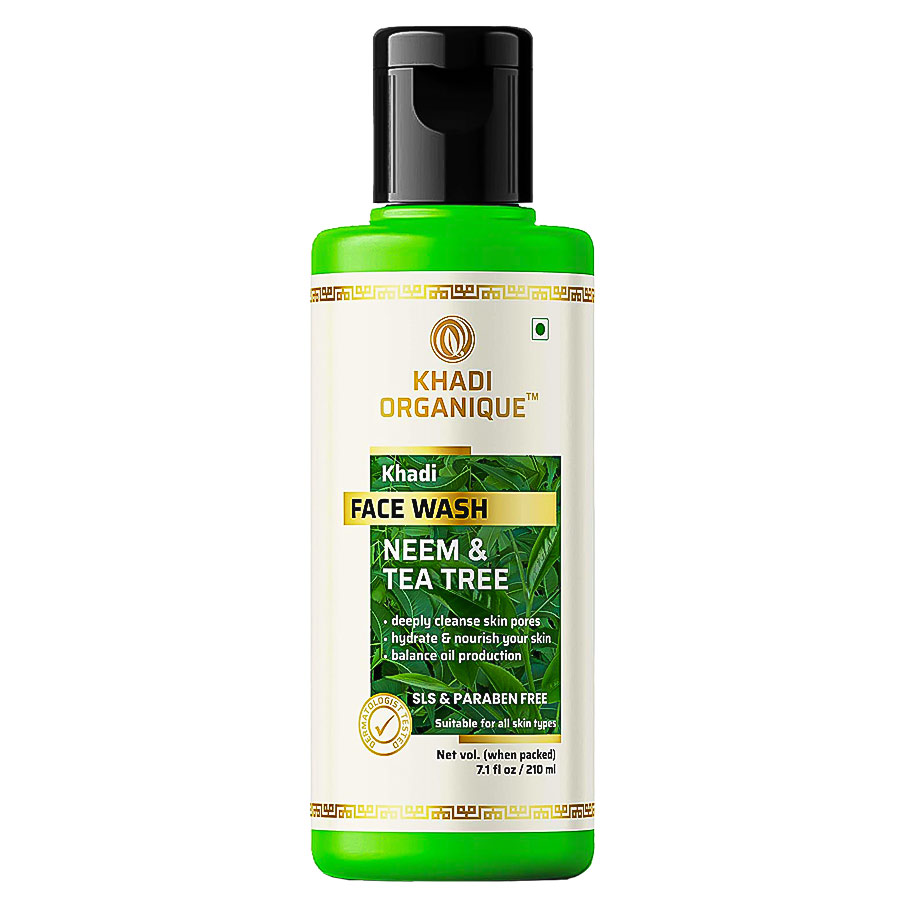 KHADI
ORGANIQUE™
Khadi
FACE WASH
NEEM &
TEA TREE
• deeply cleanse skin pores
• hydrate & nourish your skin
• balance oil production
SLS & PARABEN FREE
DERMATOLOGIST TESTED
Suitable for all skin types
Net vol. (when packed)
7.1 fl oz / 210 ml